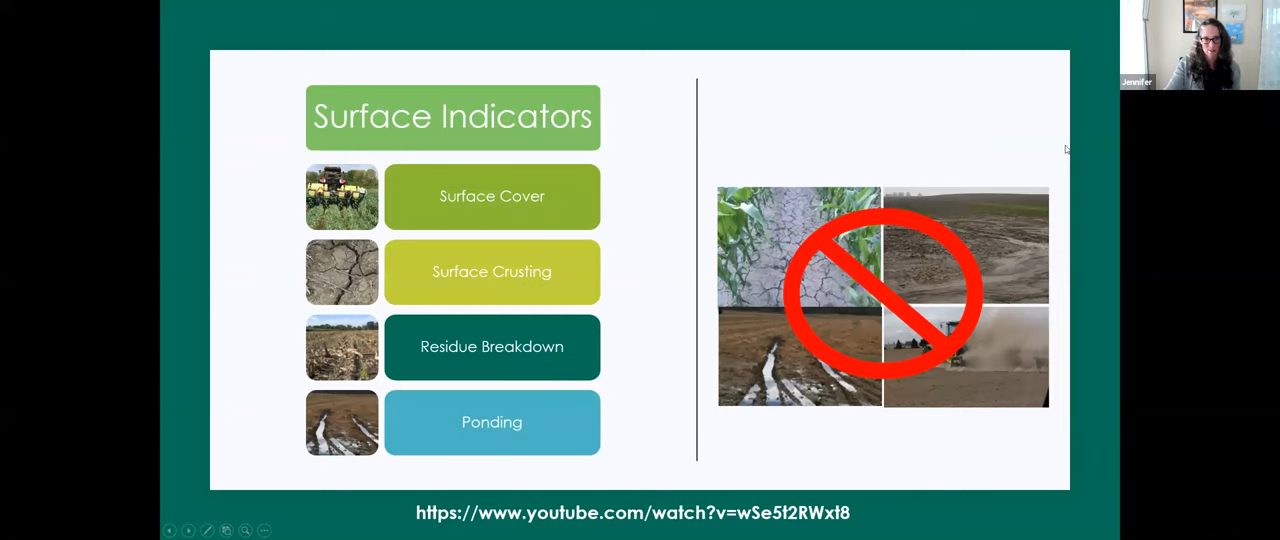 Surface Indicators
Surface Cover
Surface Crusting
Residue Breakdown
Ponding
https://www.youtube.com/watch?v=wSe5t2RWxt8
Jennifer